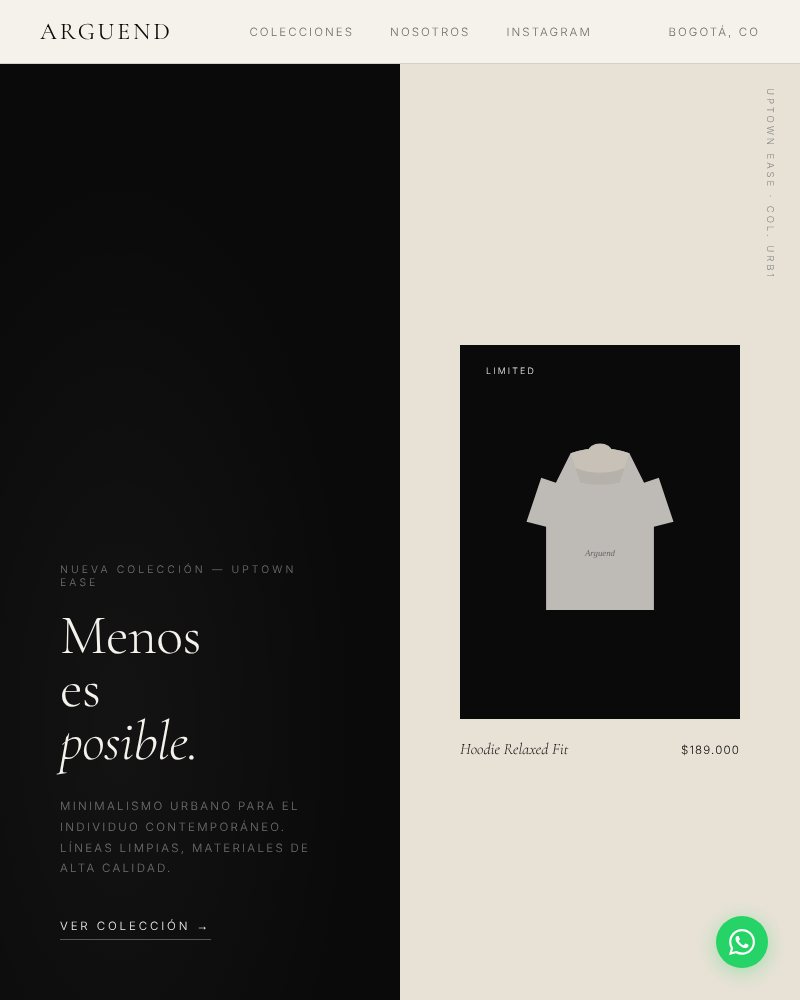 ARGUEND
COLECCIONES
NOSOTROS
INSTAGRAM
BOGOTÁ, CO
UPTOWN EASE · COL. URB1
NUEVA COLECCIÓN — UPTOWN
EASE
Menos
es
posible.
MINIMALISMO URBANO PARA EL
INDIVIDUO CONTEMPORÁNEO.
LÍNEAS LIMPIAS, MATERIALES DE
ALTA CALIDAD.
VER COLECCIÓN →
LIMITED
Arguend
Hoodie Relaxed Fit
$189.000